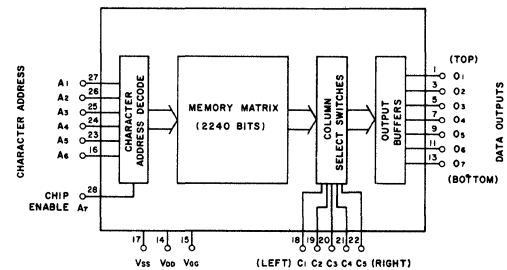 CHARACTER ADDRESS
A1 27
A2 26
A3 25
A4 24
A5 23
A6 16
CHIP
ENABLE A7 28
CHARACTER
ADDRESS DECODE
MEMORY MATRIX
(2240 BITS)
COLUMN
SELECT SWITCHES
OUTPUT
BUFFERS
(TOP)
1 O1
3 O2
5 O3
7 O4
9 O5
11 O6
13 O7
(BOTTOM)
DATA OUTPUTS
17 14 15 18 19 20 21 22
VSS VDD VGG (LEFT) C1 C2 C3 C4 C5 (RIGHT)